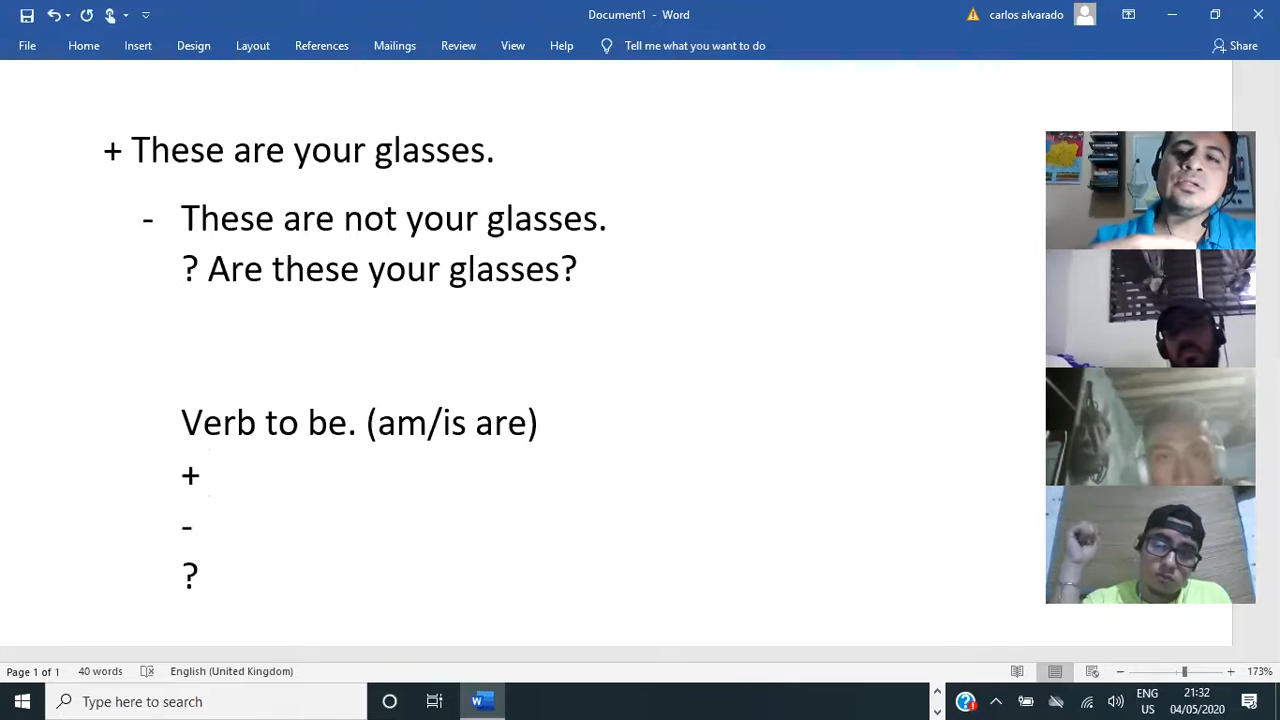 Document1 - Word
carlos alvarado
File Home Insert Design Layout References Mailings Review View Help Tell me what you want to do Share
+ These are your glasses.
- These are not your glasses.
? Are these your glasses?
Verb to be. (am/is are)
+
-
?
Page 1 of 1 40 words English (United Kingdom) 173%
Type here to search
ENG 21:32
US 04/05/2020